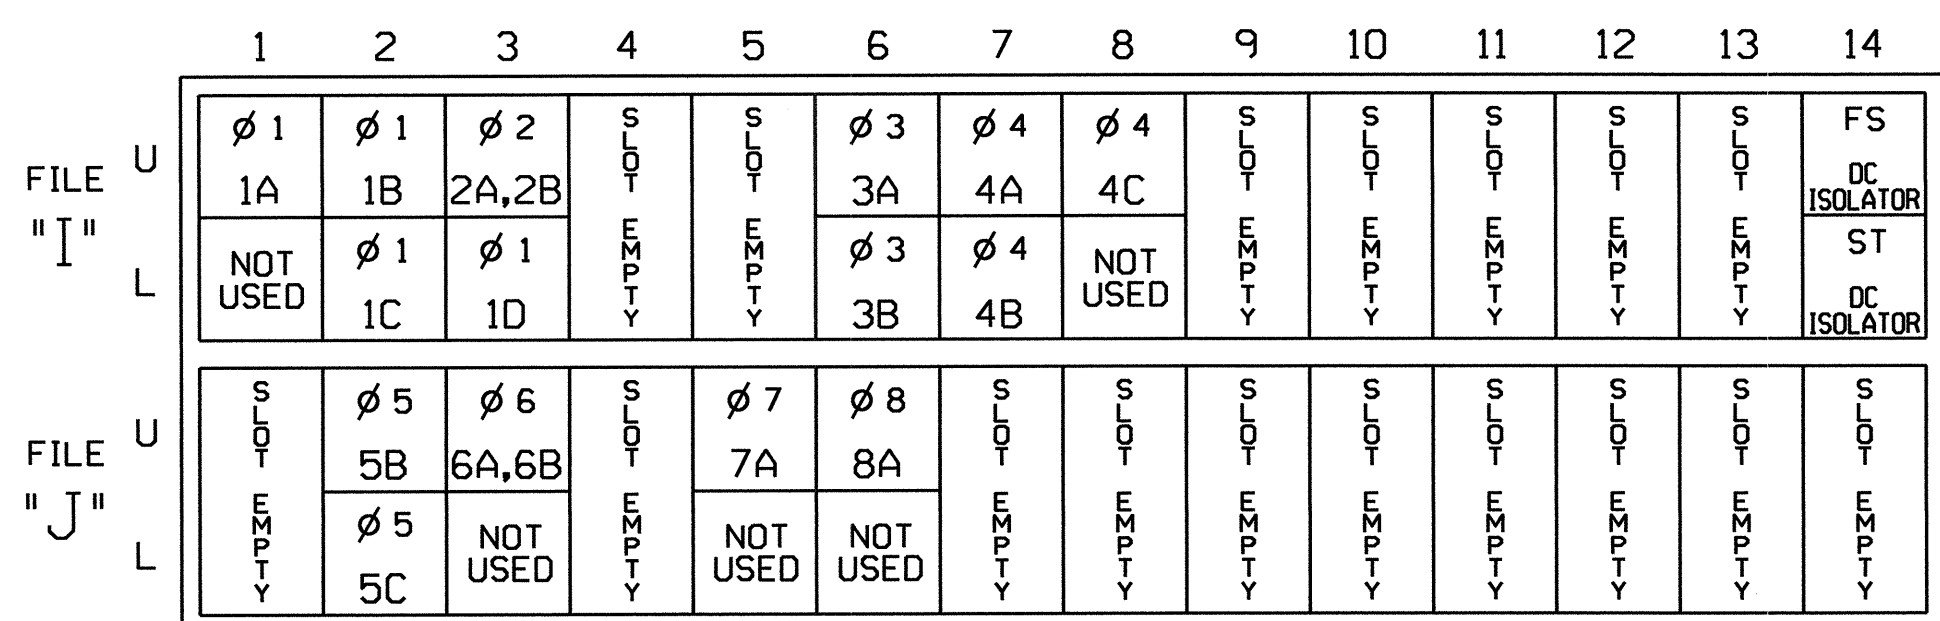 1 2 3 4 5 6 7 8 9 10 11 12 13 14
FILE "I"
U
ø 1 ø 1 ø 2 SLOT EMPTY SLOT EMPTY ø 3 ø 4 ø 4 SLOT EMPTY SLOT EMPTY SLOT EMPTY SLOT EMPTY SLOT EMPTY FS
1A 1B 2A,2B 3A 4A 4C DC ISOLATOR
L
NOT USED ø 1 ø 1 ø 3 ø 4 NOT USED ST
1C 1D 3B 4B DC ISOLATOR
FILE "J"
U
SLOT EMPTY ø 5 ø 6 SLOT EMPTY ø 7 ø 8 SLOT EMPTY SLOT EMPTY SLOT EMPTY SLOT EMPTY SLOT EMPTY SLOT EMPTY SLOT EMPTY SLOT EMPTY
5B 6A,6B 7A 8A
L
ø 5 NOT USED NOT USED NOT USED
5C